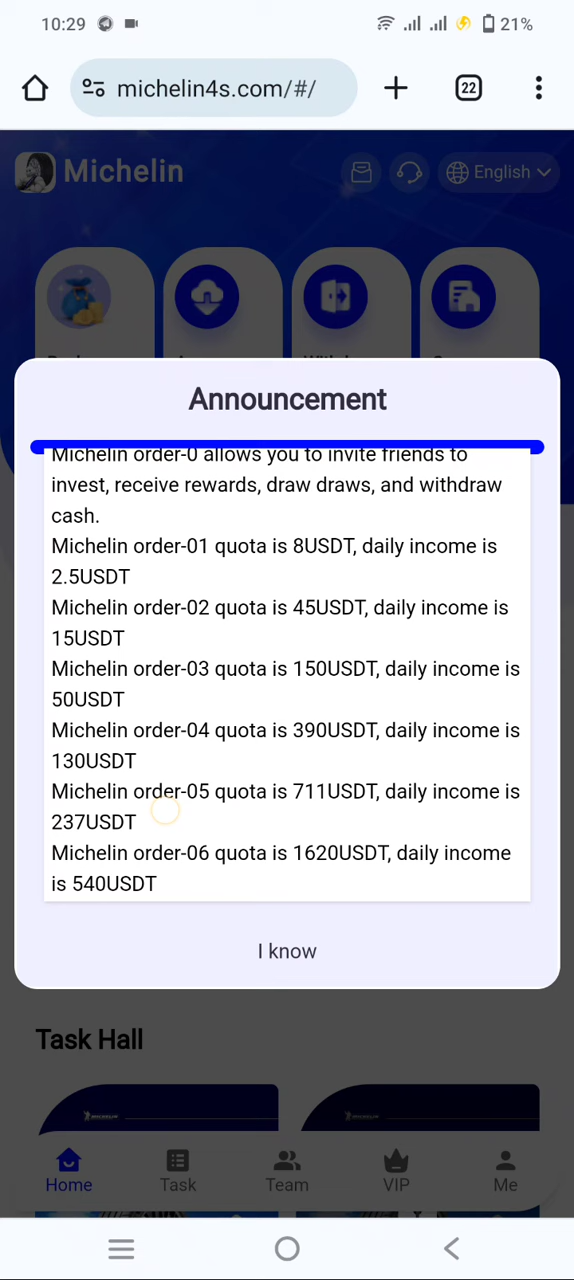 10:29
21%
michelin4s.com/#/
22
Michelin
English
Announcement
Michelin order-0 allows you to invite friends to
invest, receive rewards, draw draws, and withdraw
cash.
Michelin order-01 quota is 8USDT, daily income is
2.5USDT
Michelin order-02 quota is 45USDT, daily income is
15USDT
Michelin order-03 quota is 150USDT, daily income is
50USDT
Michelin order-04 quota is 390USDT, daily income is
130USDT
Michelin order-05 quota is 711USDT, daily income is
237USDT
Michelin order-06 quota is 1620USDT, daily income
is 540USDT
I know
Task Hall
MICHELIN
MICHELIN
Home
Task
Team
VIP
Me